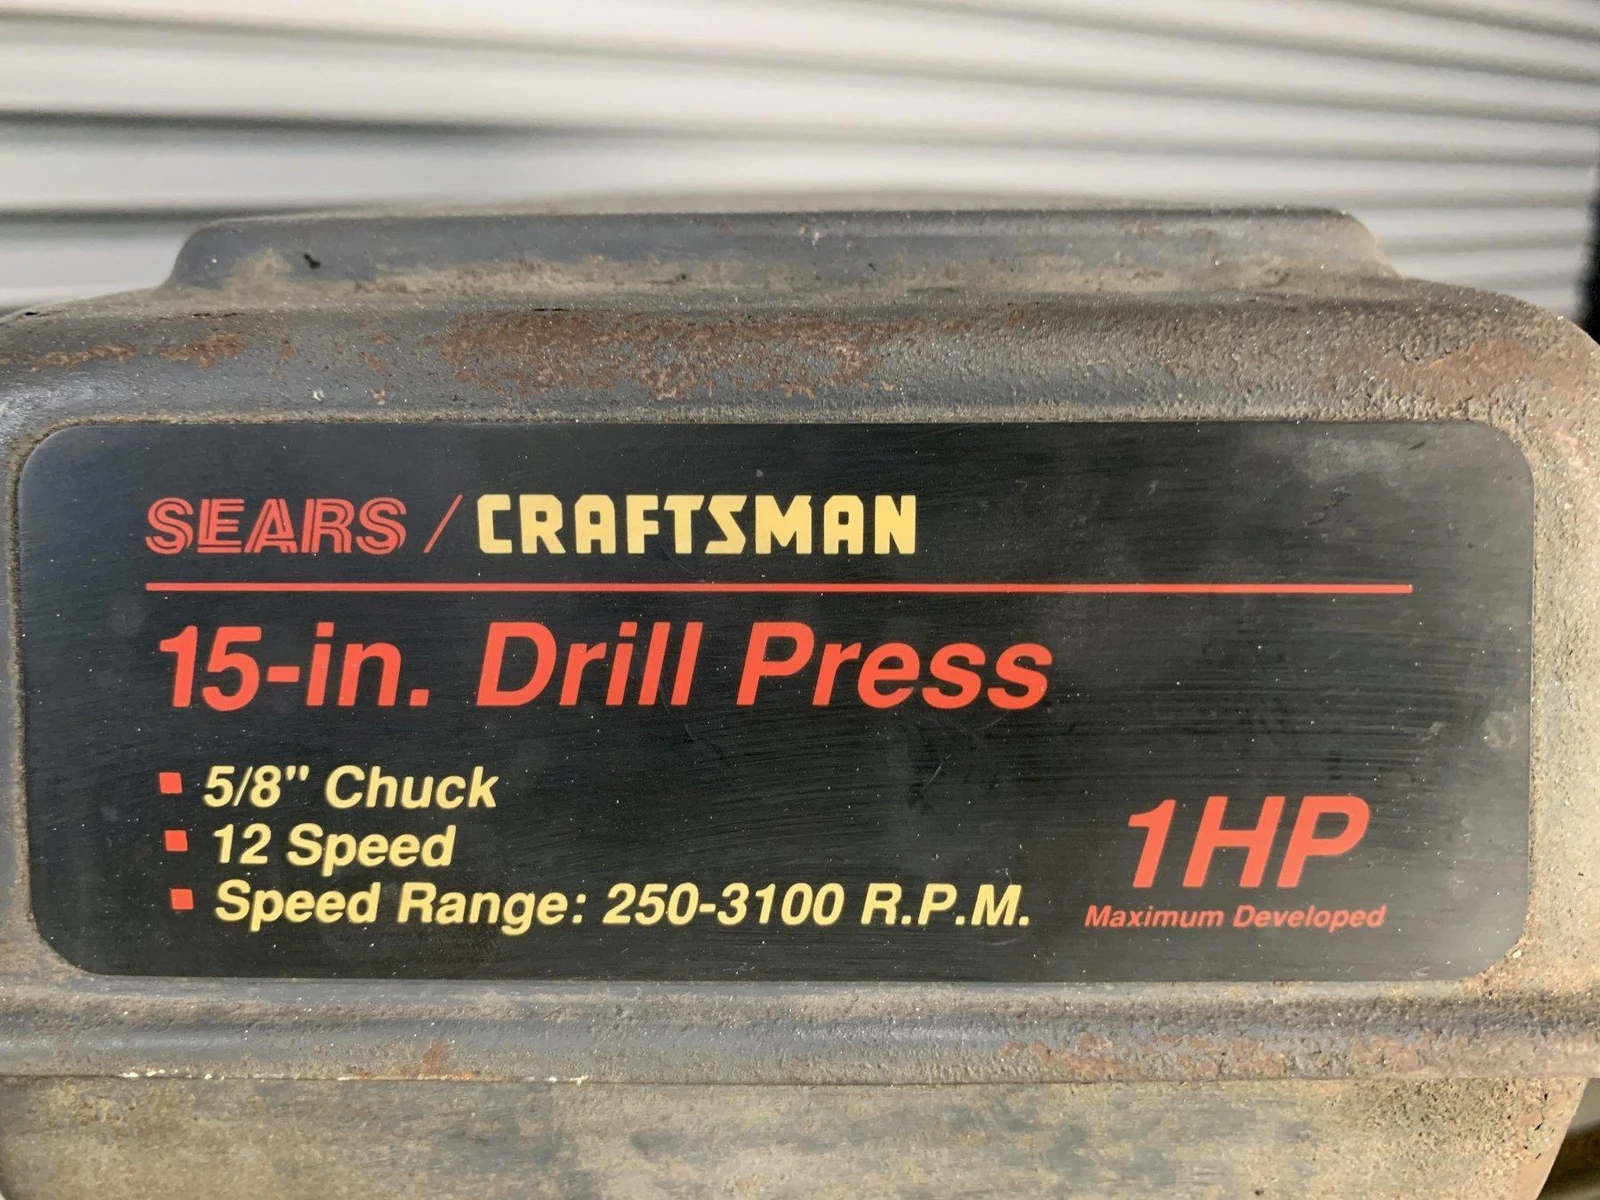 SEARS / CRAFTSMAN
15-in. Drill Press
▪ 5/8" Chuck
▪ 12 Speed
▪ Speed Range: 250-3100 R.P.M.
1HP
Maximum Developed